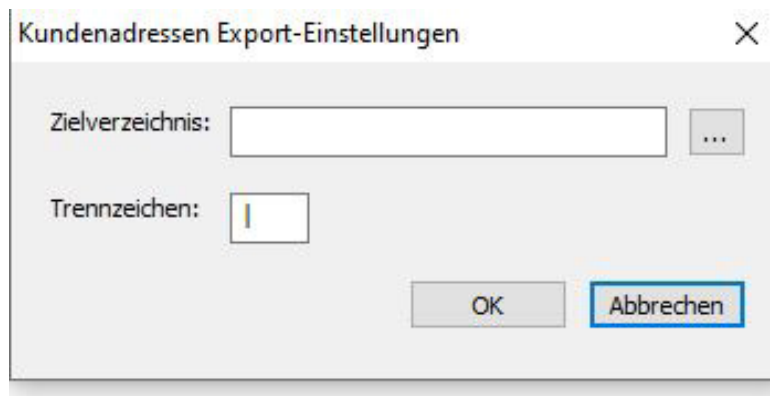 Kundenadressen Export-Einstellungen
Zielverzeichnis:
...
Trennzeichen: |
OK
Abbrechen